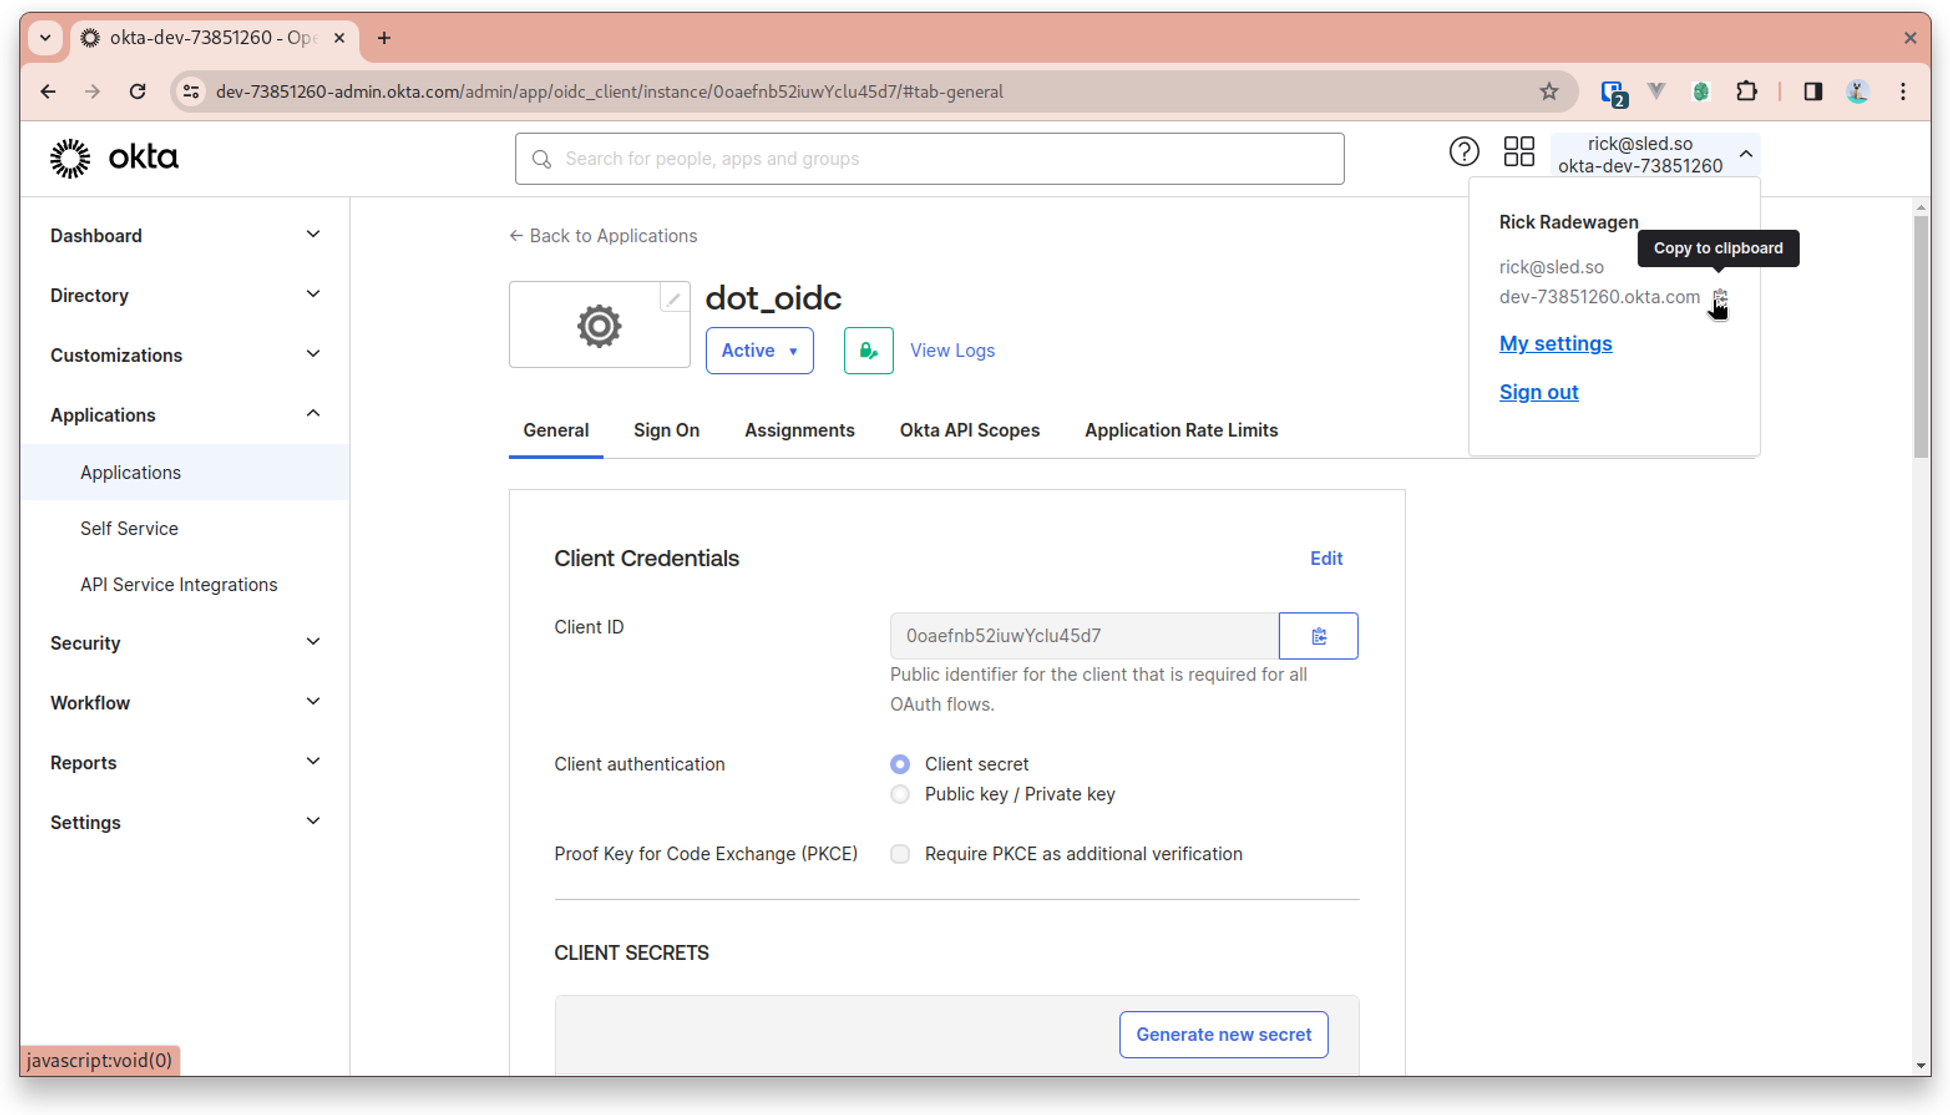 okta-dev-73851260 - Ope
dev-73851260-admin.okta.com/admin/app/oidc_client/instance/0oaefnb52iuwYclu45d7/#tab-general
2
okta
Search for people, apps and groups
rick@sled.so
okta-dev-73851260
Rick Radewagen
Copy to clipboard
rick@sled.so
dev-73851260.okta.com
My settings
Sign out
Dashboard
Directory
Customizations
Applications
Applications
Self Service
API Service Integrations
Security
Workflow
Reports
Settings
← Back to Applications
dot_oidc
Active
View Logs
General
Sign On
Assignments
Okta API Scopes
Application Rate Limits
Client Credentials
Edit
Client ID
0oaefnb52iuwYclu45d7
Public identifier for the client that is required for all
OAuth flows.
Client authentication
Client secret
Public key / Private key
Proof Key for Code Exchange (PKCE)
Require PKCE as additional verification
CLIENT SECRETS
Generate new secret
javascript:void(0)